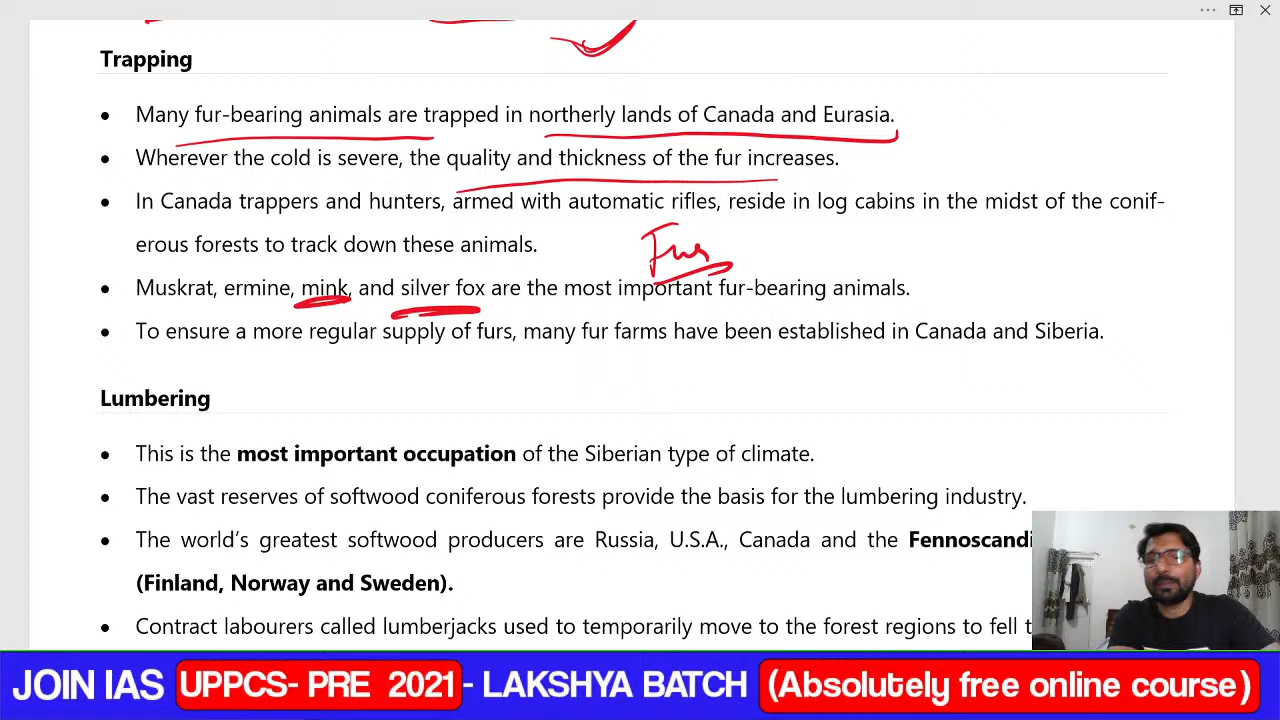 Trapping
• Many fur-bearing animals are trapped in northerly lands of Canada and Eurasia.
• Wherever the cold is severe, the quality and thickness of the fur increases.
• In Canada trappers and hunters, armed with automatic rifles, reside in log cabins in the midst of the conif-
erous forests to track down these animals.
Fur
• Muskrat, ermine, mink, and silver fox are the most important fur-bearing animals.
• To ensure a more regular supply of furs, many fur farms have been established in Canada and Siberia.
Lumbering
• This is the most important occupation of the Siberian type of climate.
• The vast reserves of softwood coniferous forests provide the basis for the lumbering industry.
• The world's greatest softwood producers are Russia, U.S.A., Canada and the Fennoscandi
(Finland, Norway and Sweden).
• Contract labourers called lumberjacks used to temporarily move to the forest regions to fell
JOIN IAS UPPCS- PRE 2021 - LAKSHYA BATCH (Absolutely free online course)